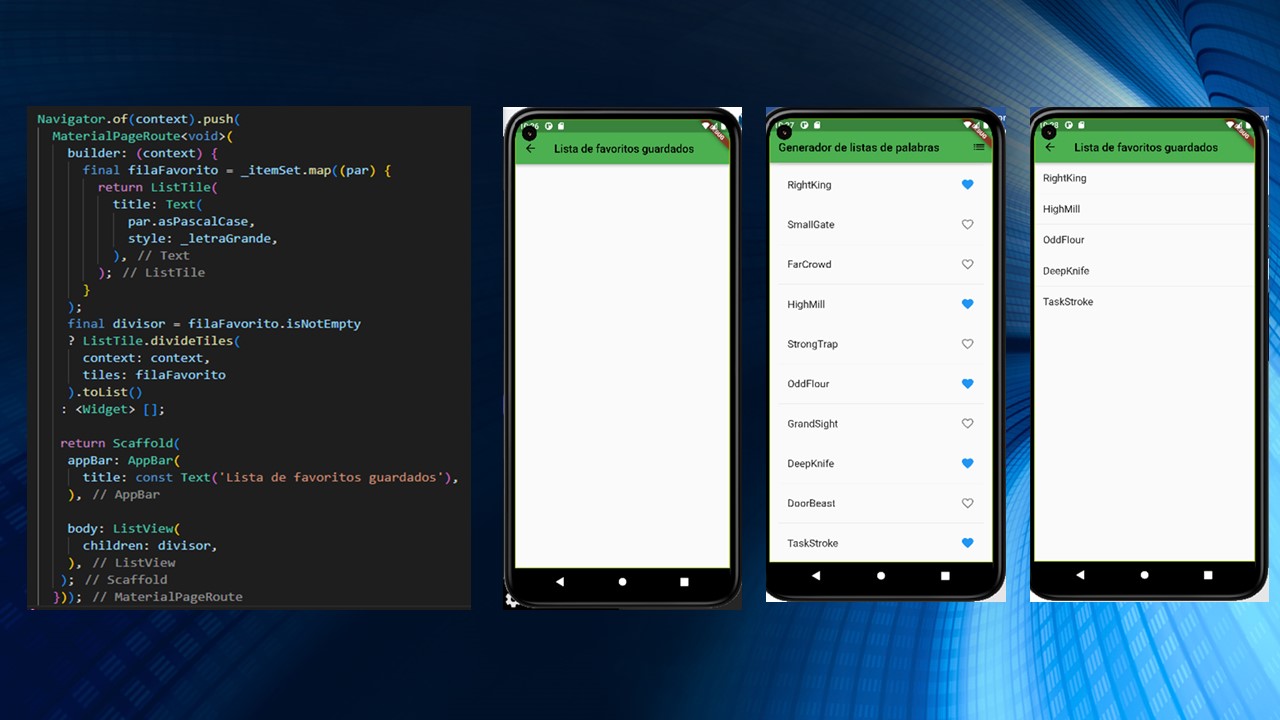 Navigator.of(context).push(
MaterialPageRoute<void>(
builder: (context) {
final filaFavorito = _itemSet.map((par) {
return ListTile(
title: Text(
par.asPascalCase,
style: _letraGrande,
), // Text
); // ListTile
}
);
final divisor = filaFavorito.isNotEmpty
? ListTile.divideTiles(
context: context,
tiles: filaFavorito
).toList()
: <Widget> [];
return Scaffold(
appBar: AppBar(
title: const Text('Lista de favoritos guardados'),
), // AppBar
body: ListView(
children: divisor,
), // ListView
); // Scaffold
})); // MaterialPageRoute
Lista de favoritos guardados
Generador de listas de palabras
RightKing
SmallGate
FarCrowd
HighMill
StrongTrap
OddFlour
GrandSight
DeepKnife
DoorBeast
TaskStroke
Lista de favoritos guardados
RightKing
HighMill
OddFlour
DeepKnife
TaskStroke